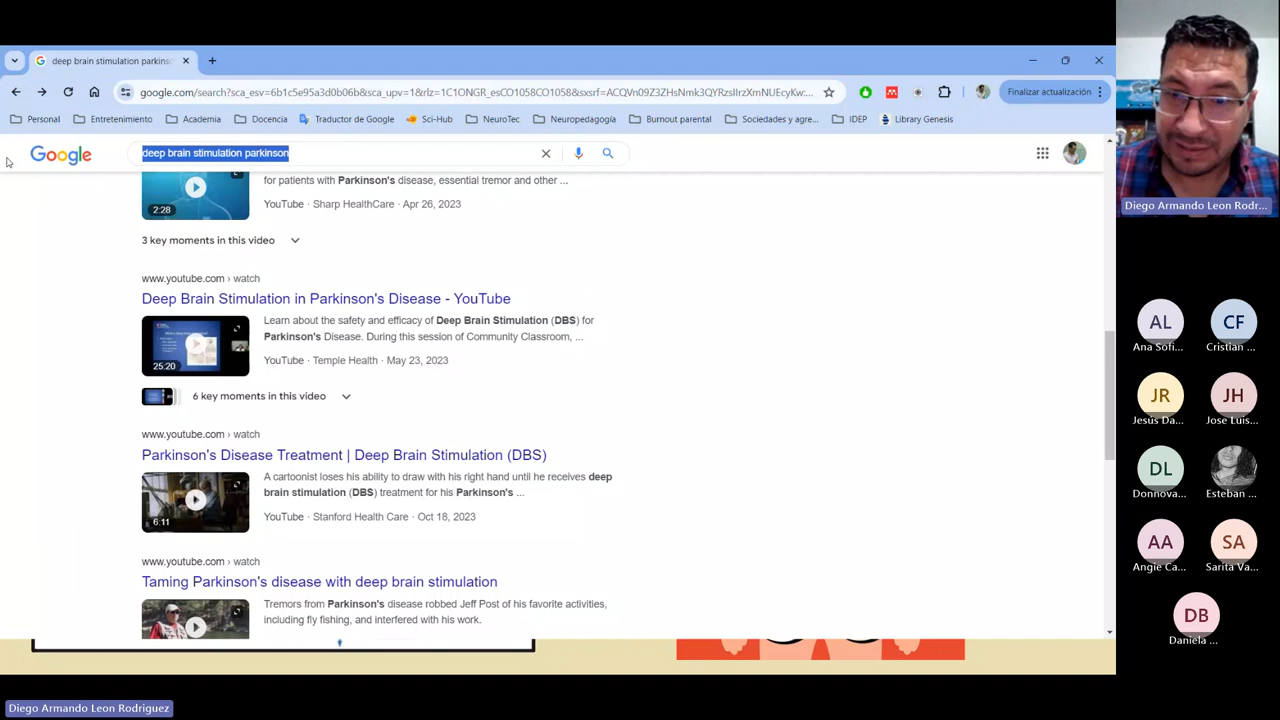 deep brain stimulation parkinson
google.com/search?sca_esv=6b1c5e95a3d0b06b&sca_upv=1&rlz=1C1ONGR_esCO1058CO1058&sxsrf=ACQVn09Z3ZHsNmk3QYRzslIrzXmNUEcyKw:...
Finalizar actualización
Personal
Entretenimiento
Academia
Docencia
Traductor de Google
Sci-Hub
NeuroTec
Neuropedagogía
Burnout parental
Sociedades y agre...
IDEP
Library Genesis
Google
deep brain stimulation parkinson
for patients with Parkinson's disease, essential tremor and other ...
2:28
YouTube · Sharp HealthCare · Apr 26, 2023
3 key moments in this video
www.youtube.com › watch
Deep Brain Stimulation in Parkinson's Disease - YouTube
Learn about the safety and efficacy of Deep Brain Stimulation (DBS) for
Parkinson's Disease. During this session of Community Classroom, ...
25:20
YouTube · Temple Health · May 23, 2023
6 key moments in this video
www.youtube.com › watch
Parkinson's Disease Treatment | Deep Brain Stimulation (DBS)
A cartoonist loses his ability to draw with his right hand until he receives deep
brain stimulation (DBS) treatment for his Parkinson's ...
6:11
YouTube · Stanford Health Care · Oct 18, 2023
www.youtube.com › watch
Taming Parkinson's disease with deep brain stimulation
Tremors from Parkinson's disease robbed Jeff Post of his favorite activities,
including fly fishing, and interfered with his work.
Diego Armando Leon Rodr...
AL
CF
Ana Sofi...
Cristian ...
JR
JH
Jesús Da...
Jose Luis...
DL
Donnova...
Esteban ...
AA
SA
Angie Ca...
Sarita Va...
DB
Daniela ...
Diego Armando Leon Rodriguez